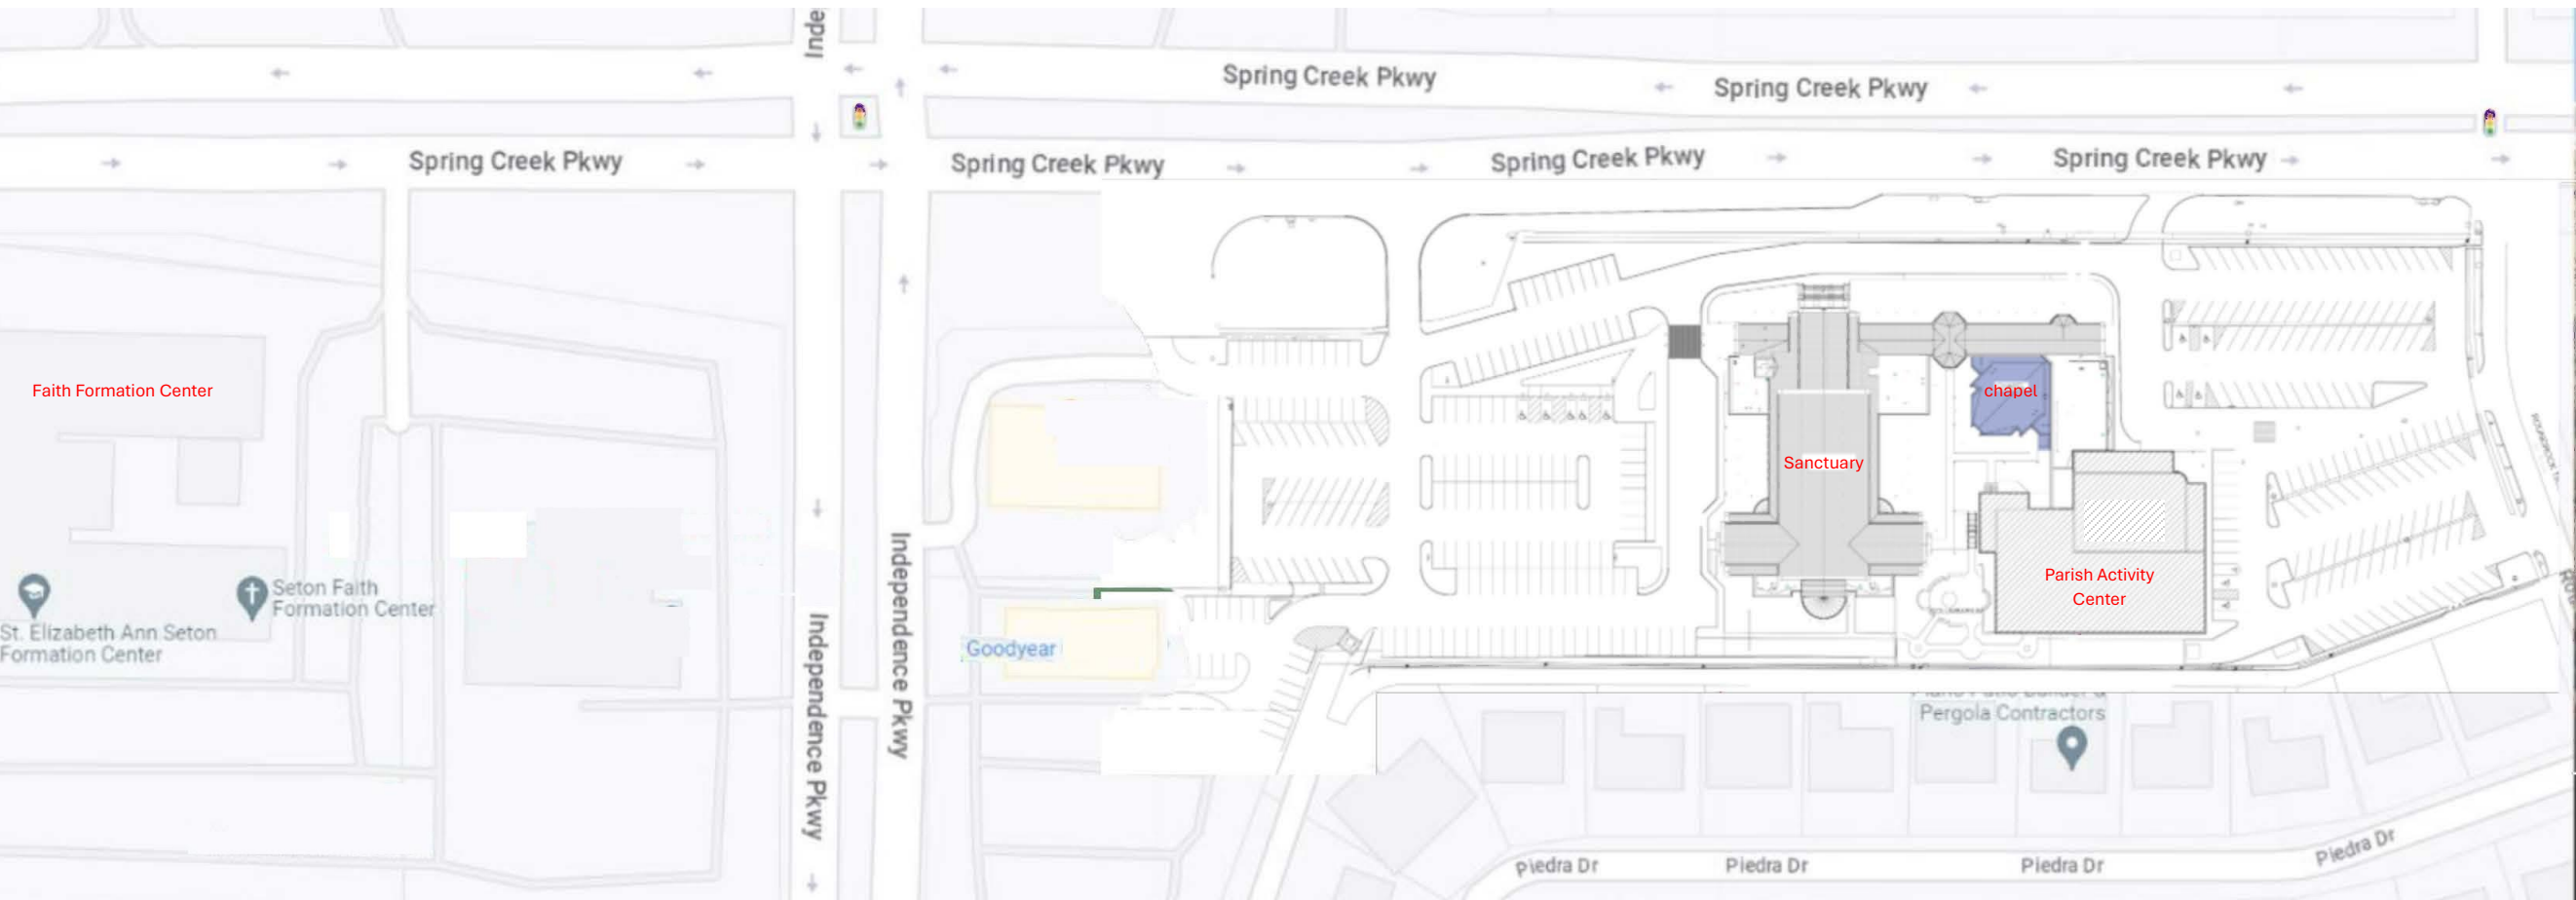 Spring Creek Pkwy
Spring Creek Pkwy
Spring Creek Pkwy
Spring Creek Pkwy
Spring Creek Pkwy
Spring Creek Pkwy
Faith Formation Center
chapel
Sanctuary
Parish Activity
Center
Seton Faith
Formation Center
St. Elizabeth Ann Seton
Formation Center
Independence Pkwy
Independence Pkwy
Goodyear
Pergola Contractors
Piedra Dr
Piedra Dr
Piedra Dr
Piedra Dr